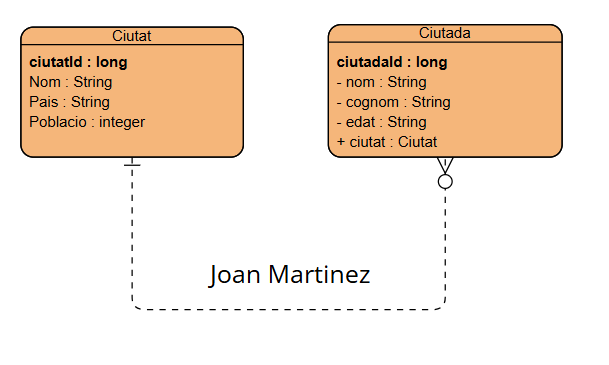 Ciutat
ciutatId : long
Nom : String
Pais : String
Poblacio : integer
Ciutada
ciutadaId : long
- nom : String
- cognom : String
- edat : String
+ ciutat : Ciutat
Joan Martinez